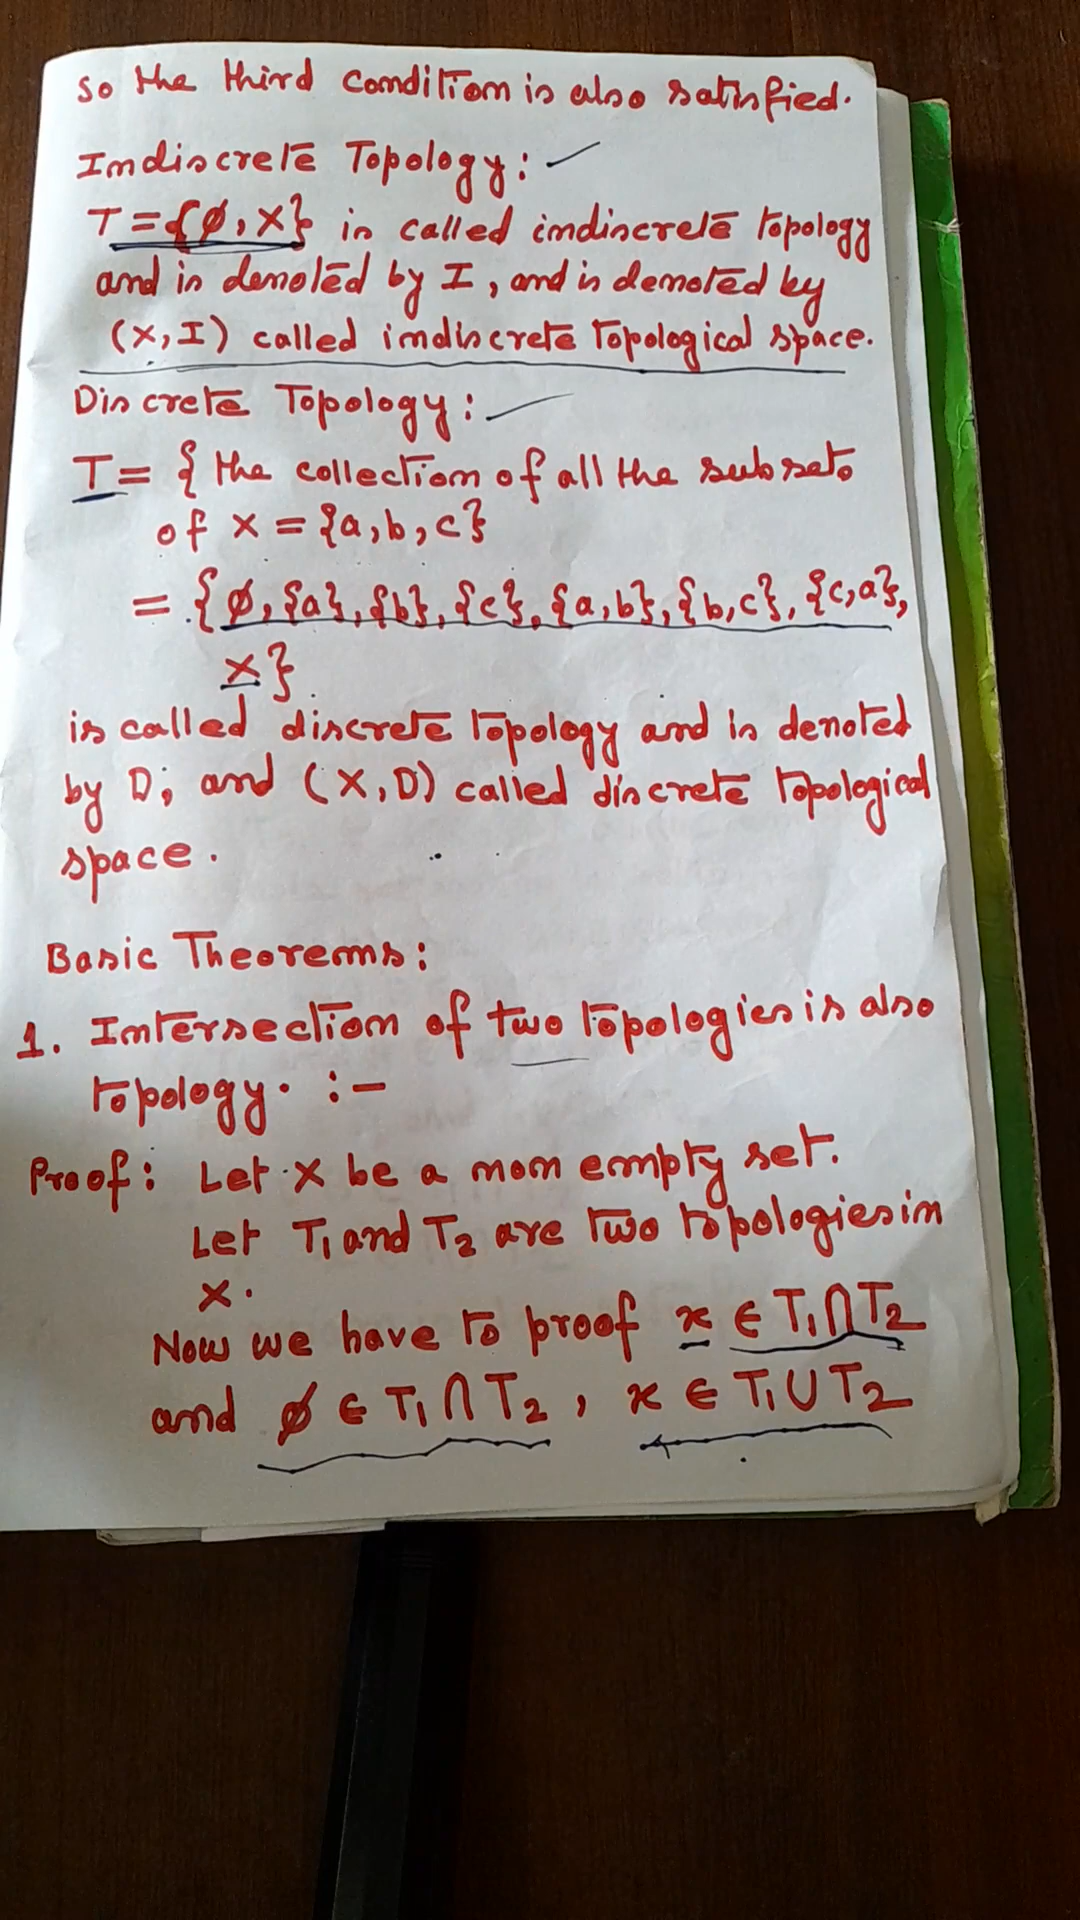 So the third condition is also satisfied.
Indiscrete Topology:
T = {ϕ, X} is called indiscrete topology
and is denoted by I, and is denoted by
(X, I) called indiscrete Topological space.
Discrete Topology:
T = { the collection of all the subsets
of X = {a, b, c}
= {ϕ, {a}, {b}, {c}, {a, b}, {b, c}, {c, a},
X}
is called discrete topology and is denoted
by D; and (X, D) called discrete topological
space.
Basic Theorems:
1. Intersection of two topologies is also
topology. :-
Proof: Let X be a non empty set.
Let T₁ and T₂ are two topologies in
X.
Now we have to proof x ∈ T₁ ∩ T₂
and ϕ ∈ T₁ ∩ T₂, x ∈ T₁ ∪ T₂